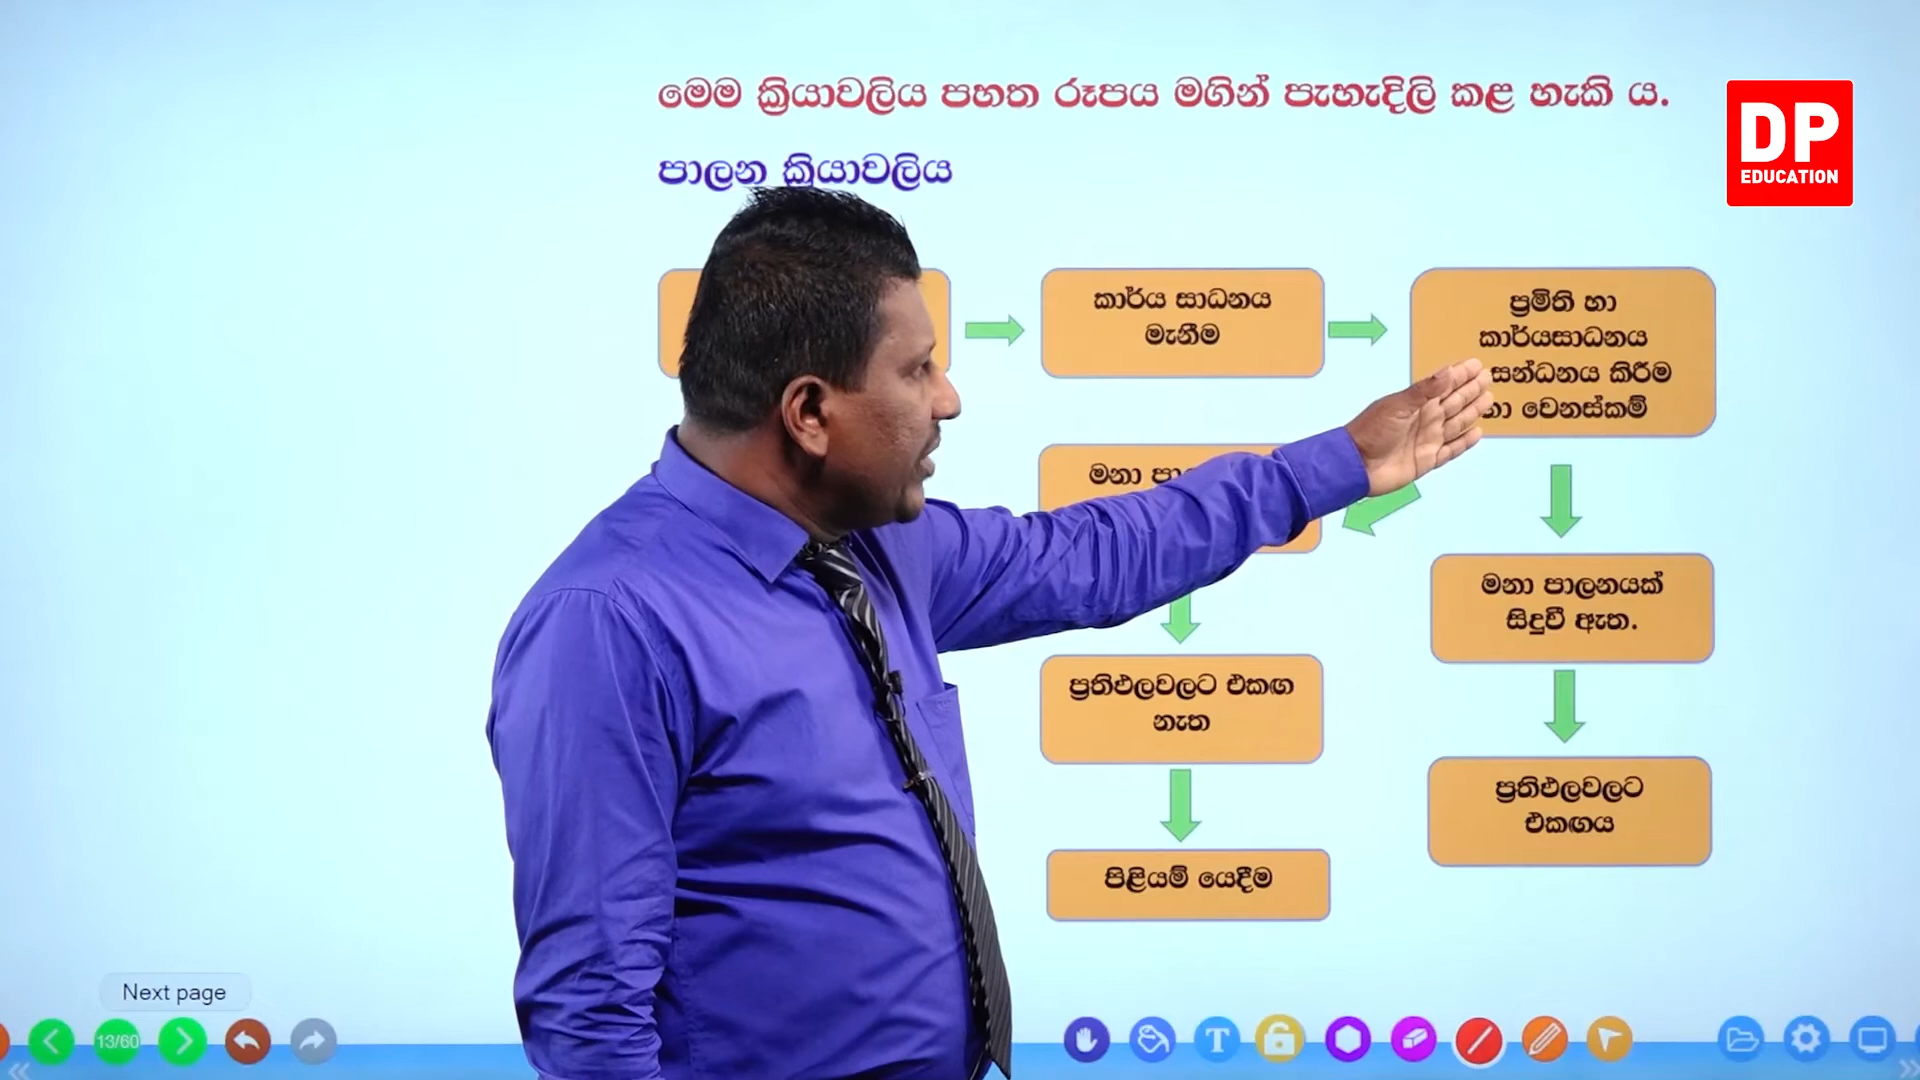 මෙම ක්‍රියාවලිය පහත රූපය මගින් පැහැදිලි කළ හැකි ය.
DP
EDUCATION
පාලන ක්‍රියාවලිය
කාර්ය සාධනය
මැනීම
ප්‍රමිති හා
කාර්යසාධනය
සන්ධනය කිරීම
හා වෙනස්කම්
මනා
මනා පාලනයක්
සිදුවී ඇත.
ප්‍රතිඵලවලට එකඟ
නැත
ප්‍රතිඵලවලට
එකඟය
පිළියම් යෙදීම
Next page
13/60
T